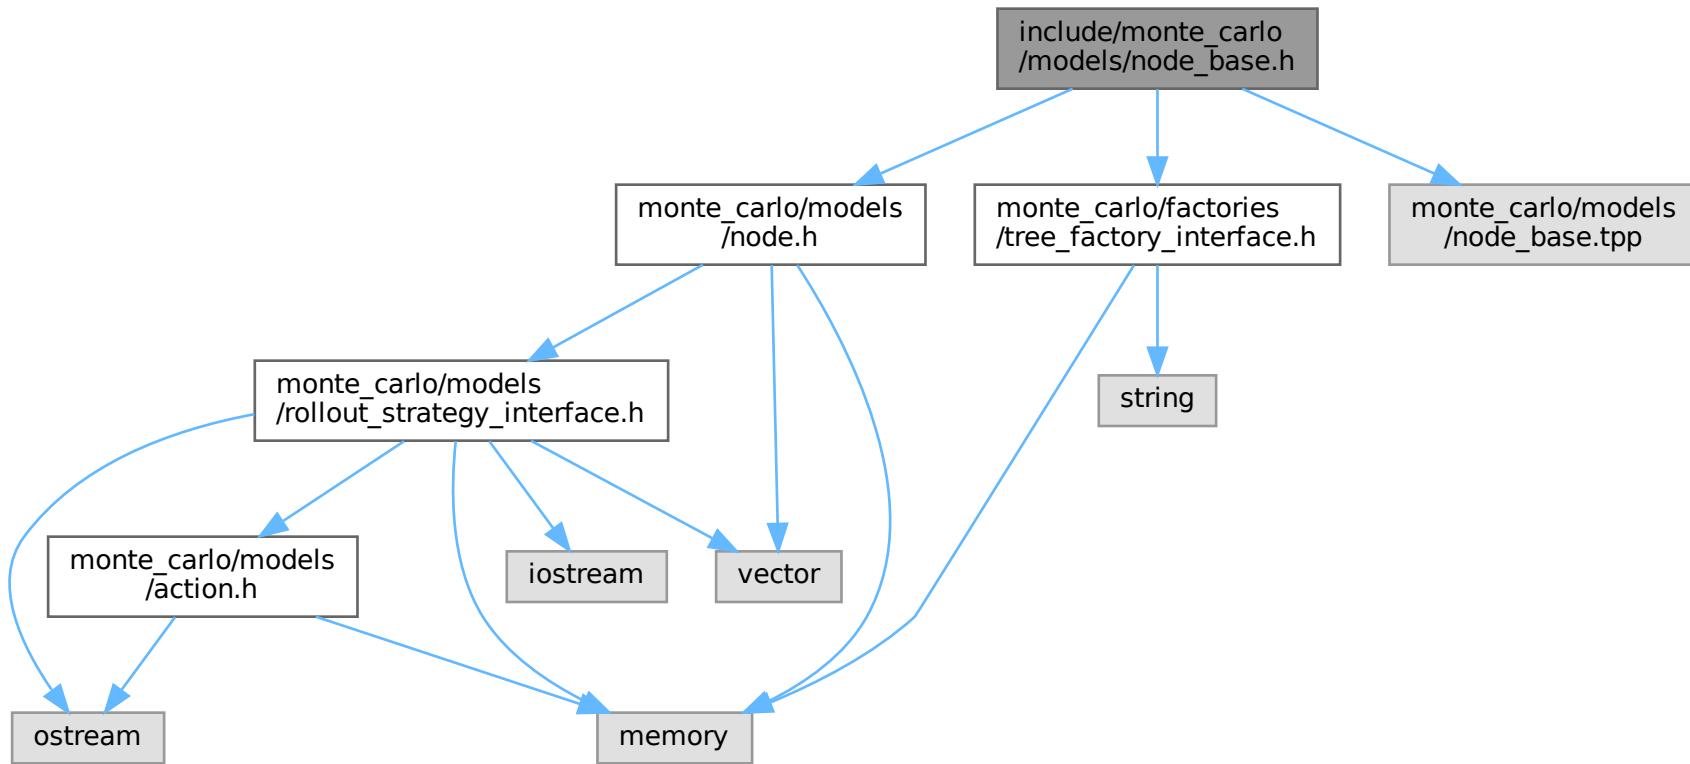 include/monte_carlo
/models/node_base.h
monte_carlo/models
/node.h
monte_carlo/factories
/tree_factory_interface.h
monte_carlo/models
/node_base.tpp
monte_carlo/models
/rollout_strategy_interface.h
string
monte_carlo/models
/action.h
iostream
vector
ostream
memory